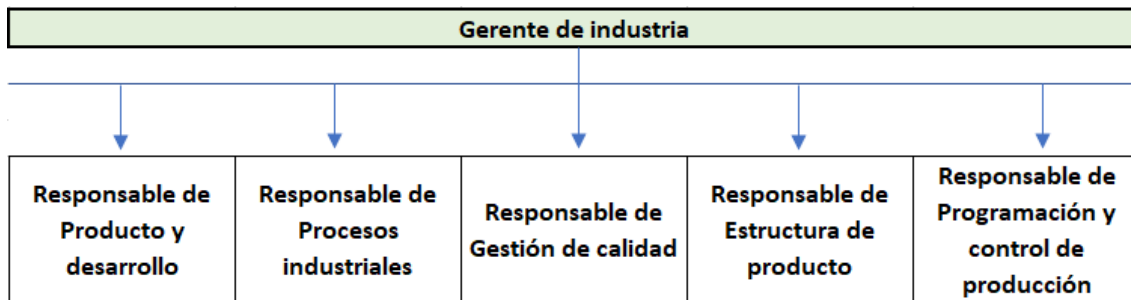 Gerente de industria
Responsable de
Producto y
desarrollo
Responsable de
Procesos
industriales
Responsable de
Gestión de calidad
Responsable de
Estructura de
producto
Responsable de
Programación y
control de
producción